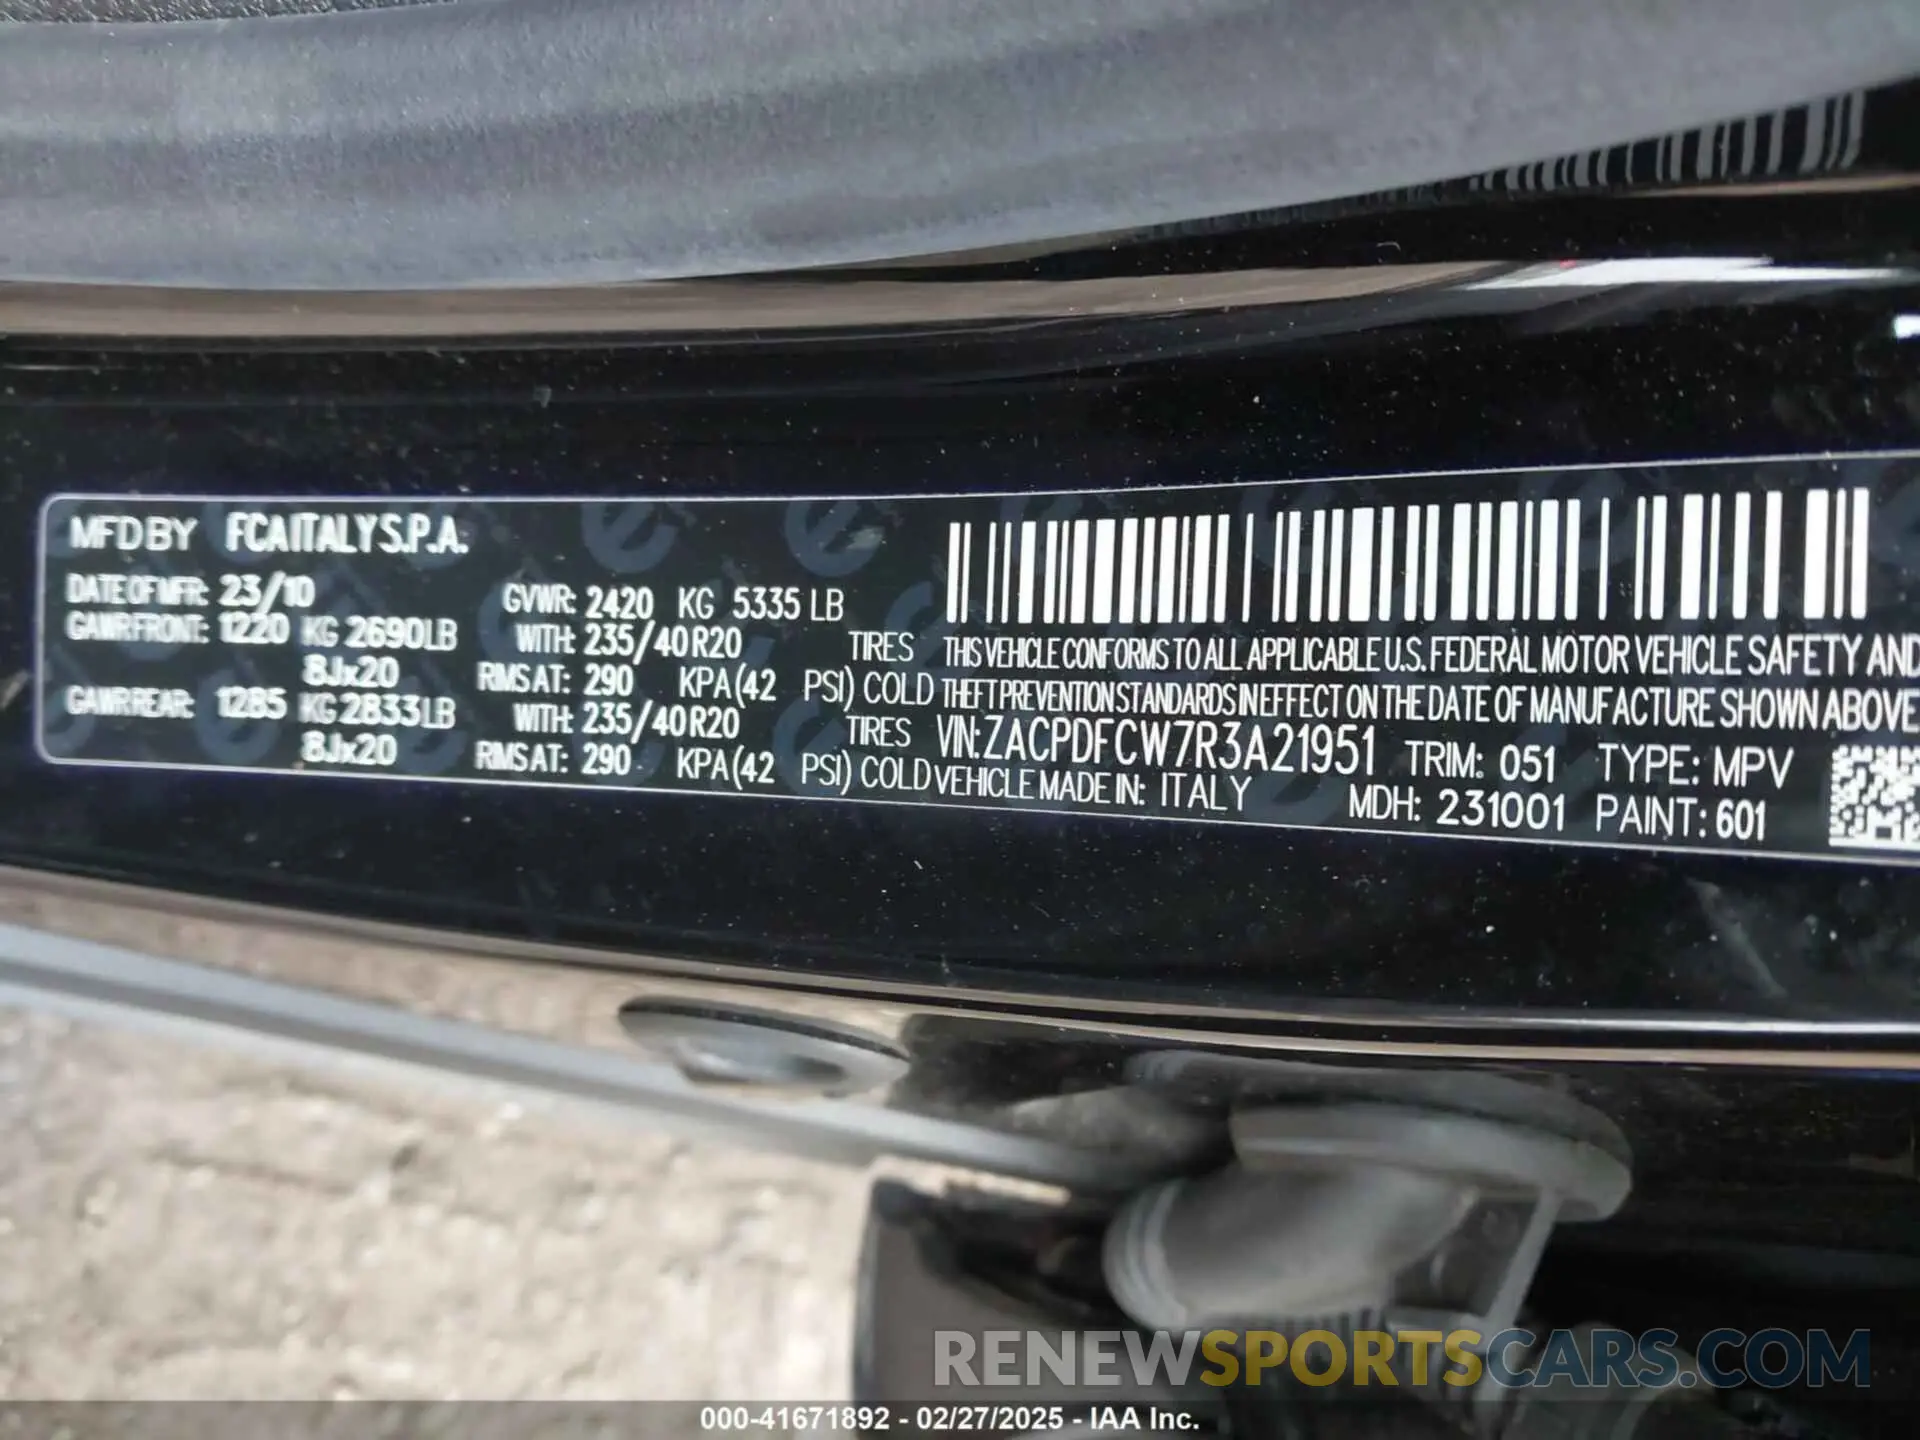 MFD BY FCA ITALY S.P.A.
DATE OF MFR: 23/10 GVWR: 2420 KG 5335 LB
GAWR FRONT: 1220 KG 2690 LB WITH: 235/40 R20 TIRES
8Jx20 RIMS AT: 290 KPA (42 PSI) COLD
GAWR REAR: 1285 KG 2833 LB WITH: 235/40 R20 TIRES
8Jx20 RIMS AT: 290 KPA (42 PSI) COLD
THIS VEHICLE CONFORMS TO ALL APPLICABLE U.S. FEDERAL MOTOR VEHICLE SAFETY AND
THEFT PREVENTION STANDARDS IN EFFECT ON THE DATE OF MANUFACTURE SHOWN ABOVE.
VIN: ZACPDFCW7R3A21951 TRIM: 051 TYPE: MPV
VEHICLE MADE IN: ITALY MDH: 231001 PAINT: 601
RENEWSPORTSCARS.COM
000-41671892 - 02/27/2025 - IAA Inc.